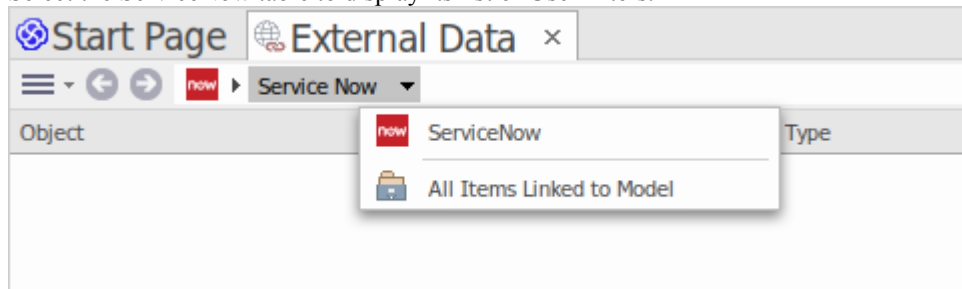 Start Page External Data ×
now Service Now
Object Type
now ServiceNow
All Items Linked to Model